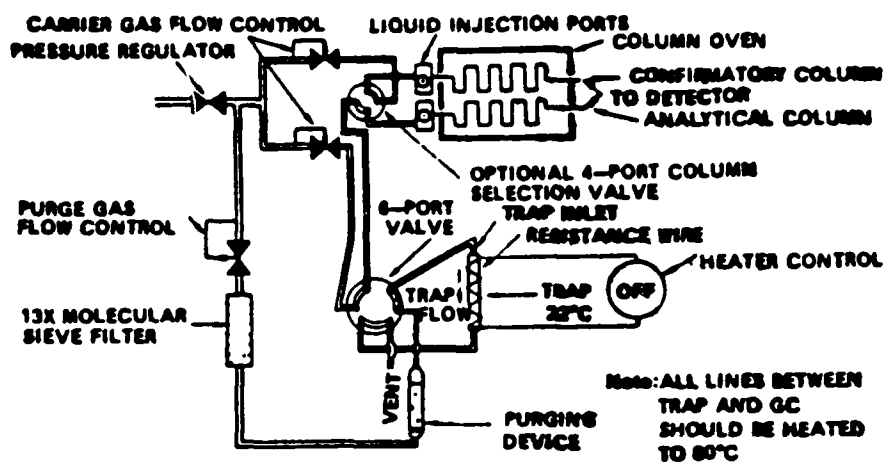 CARRIER GAS FLOW CONTROL
PRESSURE REGULATOR
LIQUID INJECTION PORTS
COLUMN OVEN
CONFIRMATORY COLUMN
TO DETECTOR
ANALYTICAL COLUMN
OPTIONAL 4-PORT COLUMN
SELECTION VALVE
PURGE GAS
FLOW CONTROL
6-PORT
VALVE
TRAP INLET
RESISTANCE WIRE
HEATER CONTROL
OFF
TRAP
FLOW
TRAP
22°C
13X MOLECULAR
SIEVE FILTER
VENT
PURGING
DEVICE
Note: ALL LINES BETWEEN
TRAP AND GC
SHOULD BE HEATED
TO 80°C